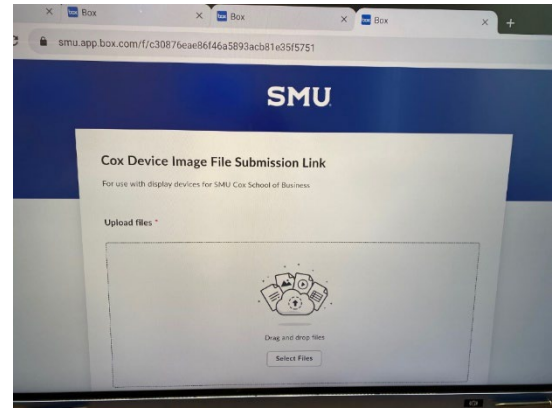 Box
Box
Box
smu.app.box.com/f/c30876eae86f46a5893acb81e35f5751
SMU
Cox Device Image File Submission Link
For use with display devices for SMU Cox School of Business
Upload files *
Drag and drop files
Select Files